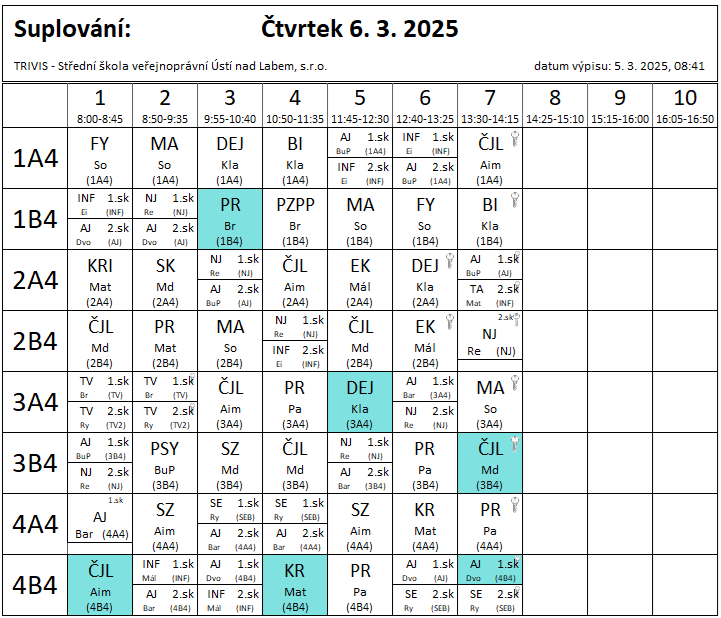 Suplování: Čtvrtek 6. 3. 2025
TRIVIS - Střední škola veřejnoprávní Ústí nad Labem, s.r.o. datum výpisu: 5. 3. 2025, 08:41
1 2 3 4 5 6 7 8 9 10
8:00-8:45 8:50-9:35 9:55-10:40 10:50-11:35 11:45-12:30 12:40-13:25 13:30-14:15 14:25-15:10 15:15-16:00 16:05-16:50
1A4
FY So (1A4)
MA So (1A4)
DEJ Kla (1A4)
BI Kla (1A4)
AJ 1.sk BuP (1A4)
INF 2.sk Ei (INF)
INF 1.sk Ei (INF)
AJ 2.sk BuP (1A4)
ČJL Aim (1A4)
1B4
INF 1.sk Ei (INF)
AJ 2.sk Dvo (AJ)
NJ 1.sk Re (NJ)
AJ 2.sk Dvo (AJ)
PR Br (1B4)
PZPP Br (1B4)
MA So (1B4)
FY So (1B4)
BI Kla (1B4)
2A4
KRI Mat (2A4)
SK Md (2A4)
NJ 1.sk Re (NJ)
AJ 2.sk BuP (AJ)
ČJL Aim (2A4)
EK Mál (2A4)
DEJ Kla (2A4)
AJ 1.sk BuP (AJ)
TA 2.sk Mat (INF)
2B4
ČJL Md (2B4)
PR Mat (2B4)
MA So (2B4)
NJ 1.sk Re (NJ)
INF 2.sk Ei (INF)
ČJL Md (2B4)
EK Mál (2B4)
2.sk NJ Re (NJ)
3A4
TV 1.sk Br (TV)
TV 2.sk Ry (TV2)
TV 1.sk Br (TV)
TV 2.sk Ry (TV2)
ČJL Aim (3A4)
PR Pa (3A4)
DEJ Kla (3A4)
AJ 1.sk Bar (3A4)
NJ 2.sk Re (NJ)
MA So (3A4)
3B4
AJ 1.sk BuP (3B4)
NJ 2.sk Re (NJ)
PSY BuP (3B4)
SZ Md (3B4)
ČJL Md (3B4)
NJ 1.sk Re (NJ)
AJ 2.sk Bar (3B4)
PR Pa (3B4)
ČJL Md (3B4)
4A4
1.sk AJ Bar (4A4)
SZ Aim (4A4)
SE 1.sk Ry (SEB)
AJ 2.sk Bar (4A4)
SE 1.sk Ry (SEB)
AJ 2.sk Bar (4A4)
SZ Aim (4A4)
KR Mat (4A4)
PR Pa (4A4)
4B4
ČJL Aim (4B4)
INF 1.sk Mál (INF)
AJ 2.sk Bar (4B4)
AJ 1.sk Dvo (4B4)
INF 2.sk Mál (INF)
KR Mat (4B4)
PR Pa (4B4)
AJ 1.sk Dvo (AJ)
SE 2.sk Ry (SEB)
AJ 1.sk Dvo (4B4)
SE 2.sk Ry (SEB)